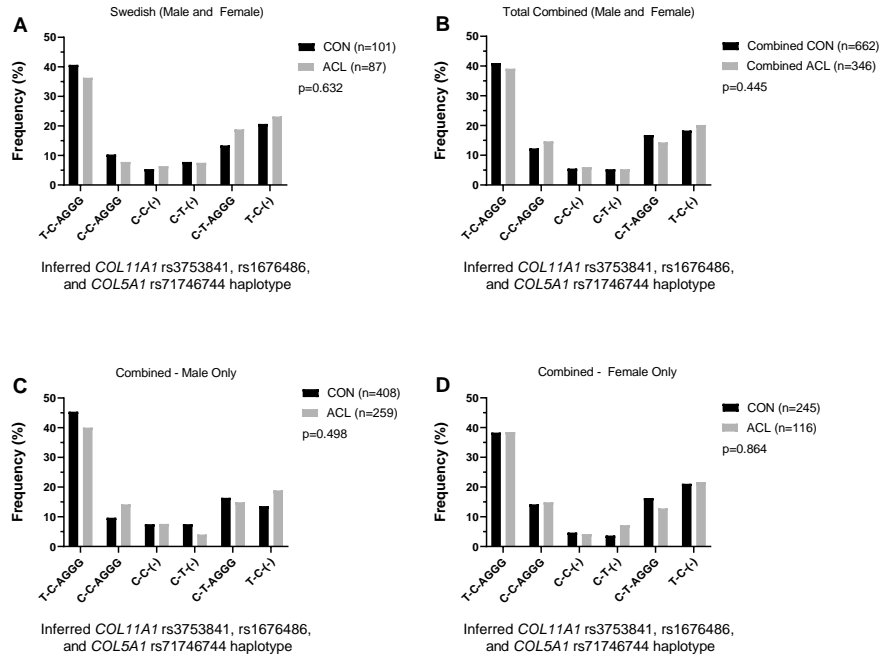 A
Swedish (Male and Female)
CON (n=101)
ACL (n=87)
p=0.632
Frequency (%)
50
40
30
20
10
0
T-C-AGGG
C-C-AGGG
C-C-(-)
C-T-(-)
C-T-AGGG
T-C-(-)
Inferred COL11A1 rs3753841, rs1676486,
and COL5A1 rs71746744 haplotype
B
Total Combined (Male and Female)
Combined CON (n=662)
Combined ACL (n=346)
p=0.445
Frequency (%)
50
40
30
20
10
0
T-C-AGGG
C-C-AGGG
C-C-(-)
C-T-(-)
C-T-AGGG
T-C-(-)
Inferred COL11A1 rs3753841, rs1676486,
and COL5A1 rs71746744 haplotype
C
Combined - Male Only
CON (n=408)
ACL (n=259)
p=0.498
Frequency (%)
50
40
30
20
10
0
T-C-AGGG
C-C-AGGG
C-C-(-)
C-T-(-)
C-T-AGGG
T-C-(-)
Inferred COL11A1 rs3753841, rs1676486,
and COL5A1 rs71746744 haplotype
D
Combined - Female Only
CON (n=245)
ACL (n=116)
p=0.864
Frequency (%)
50
40
30
20
10
0
T-C-AGGG
C-C-AGGG
C-C-(-)
C-T-(-)
C-T-AGGG
T-C-(-)
Inferred COL11A1 rs3753841, rs1676486,
and COL5A1 rs71746744 haplotype